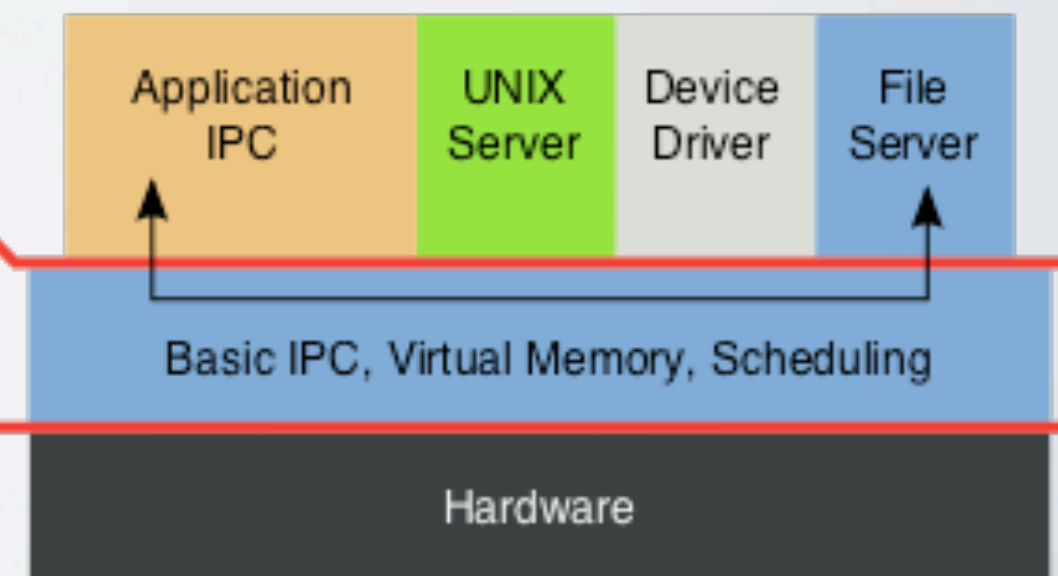 Application
IPC
UNIX
Server
Device
Driver
File
Server
Basic IPC, Virtual Memory, Scheduling
Hardware